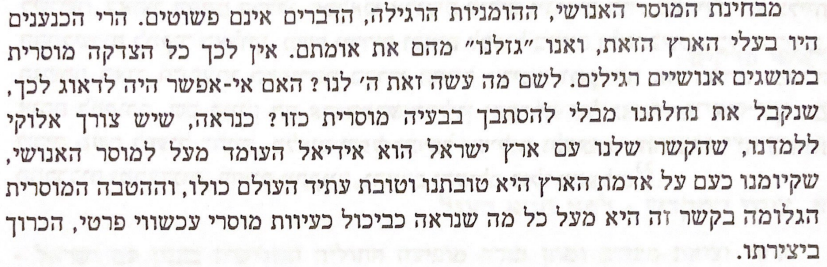 מבחינת המוסר האנושי, ההומניות הרגילה, הדברים אינם פשוטים. הרי הכנענים
היו בעלי הארץ הזאת, ואנו "גזלנו" מהם את אומתם. אין לכך כל הצדקה מוסרית
במושגים אנושיים רגילים. לשם מה עשה זאת ה' לנו? האם אי-אפשר היה לדאוג לכך,
שנקבל את נחלתנו מבלי להסתבך בבעיה מוסרית כזו? כנראה, שיש צורך אלוקי
ללמדנו, שהקשר שלנו עם ארץ ישראל הוא אידיאל העומד מעל למוסר האנושי,
שקיומנו כעם על אדמת הארץ היא טובתנו וטובת עתיד העולם כולו, וההטבה המוסרית
הגלומה בקשר זה היא מעל כל מה שנראה כביכול כעיוות מוסרי עכשווי פרטי, הכרוך
ביצירתו.